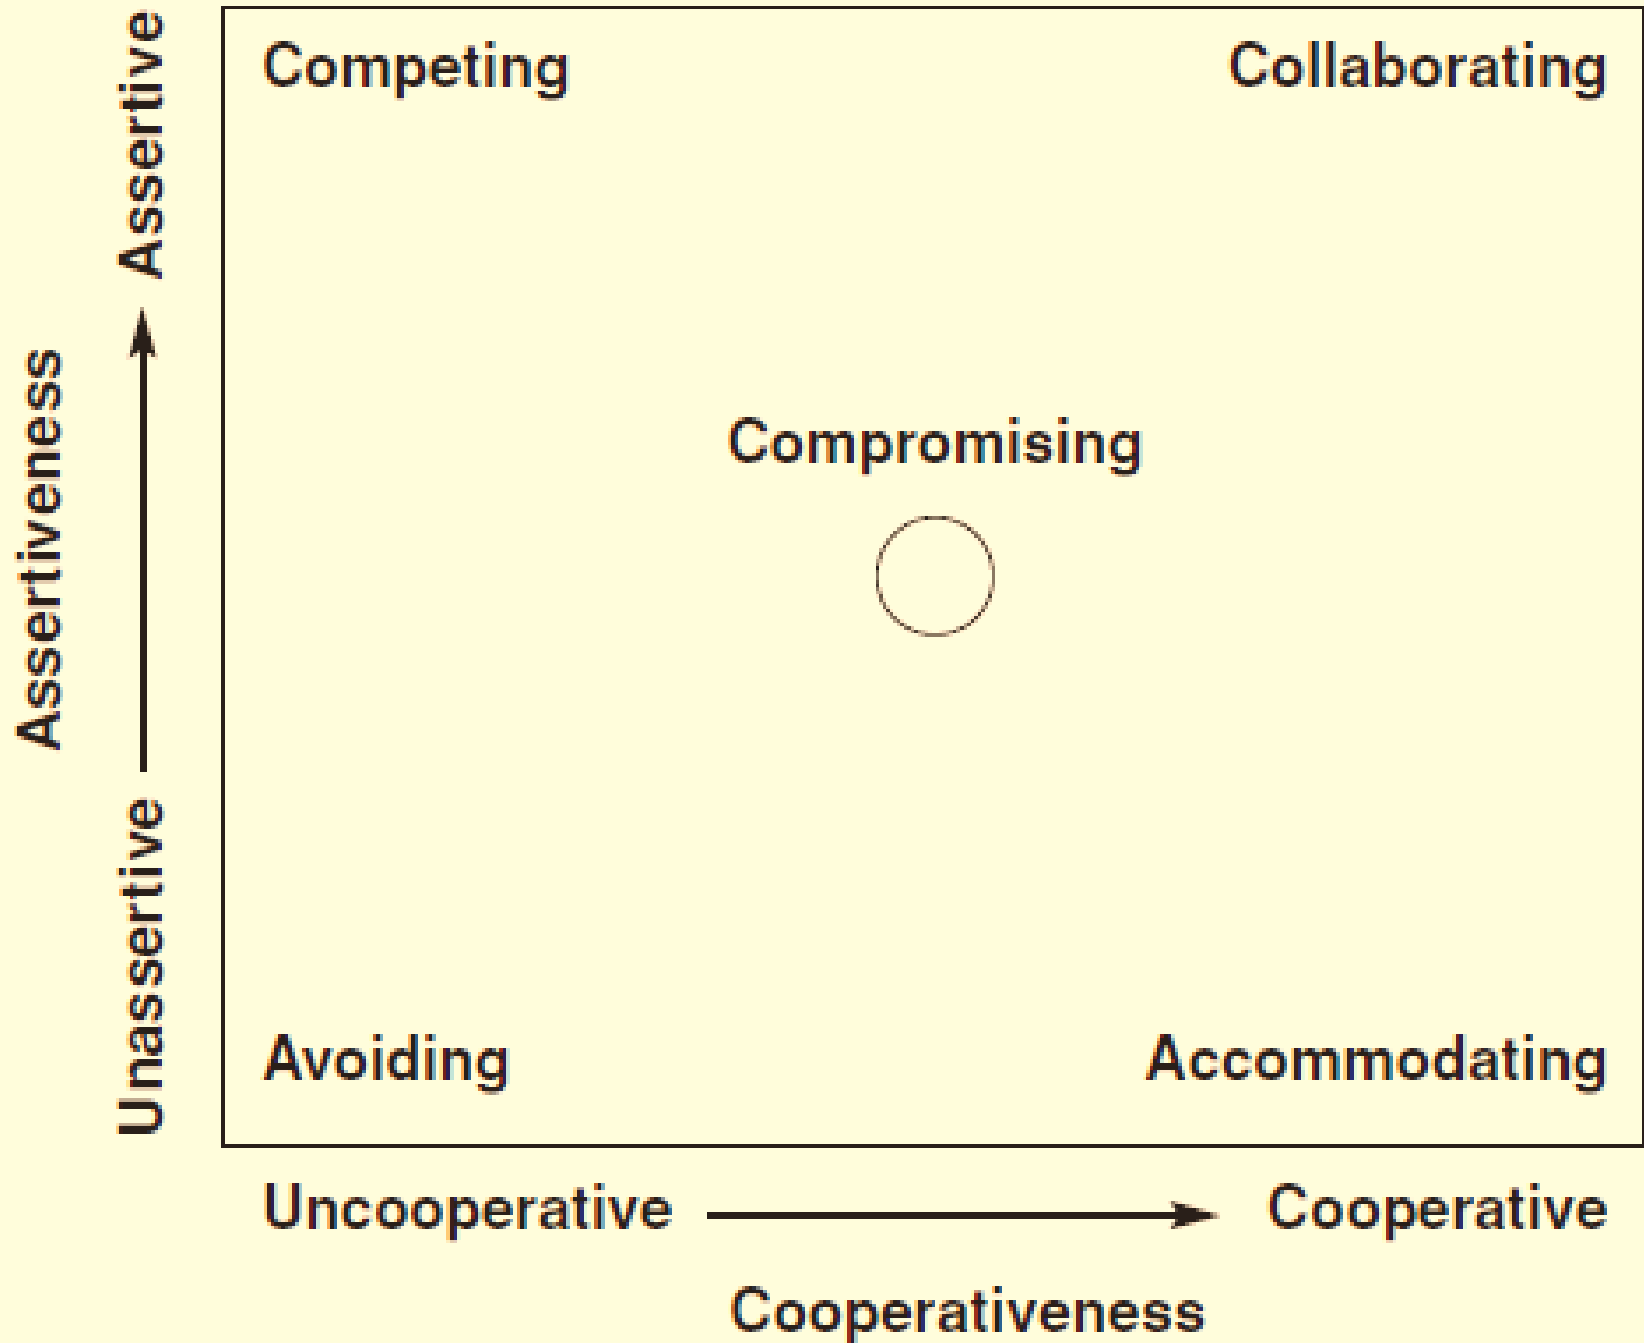 Assertiveness
Assertive
Unassertive
Competing
Collaborating
Compromising
Avoiding
Accommodating
Uncooperative
Cooperative
Cooperativeness